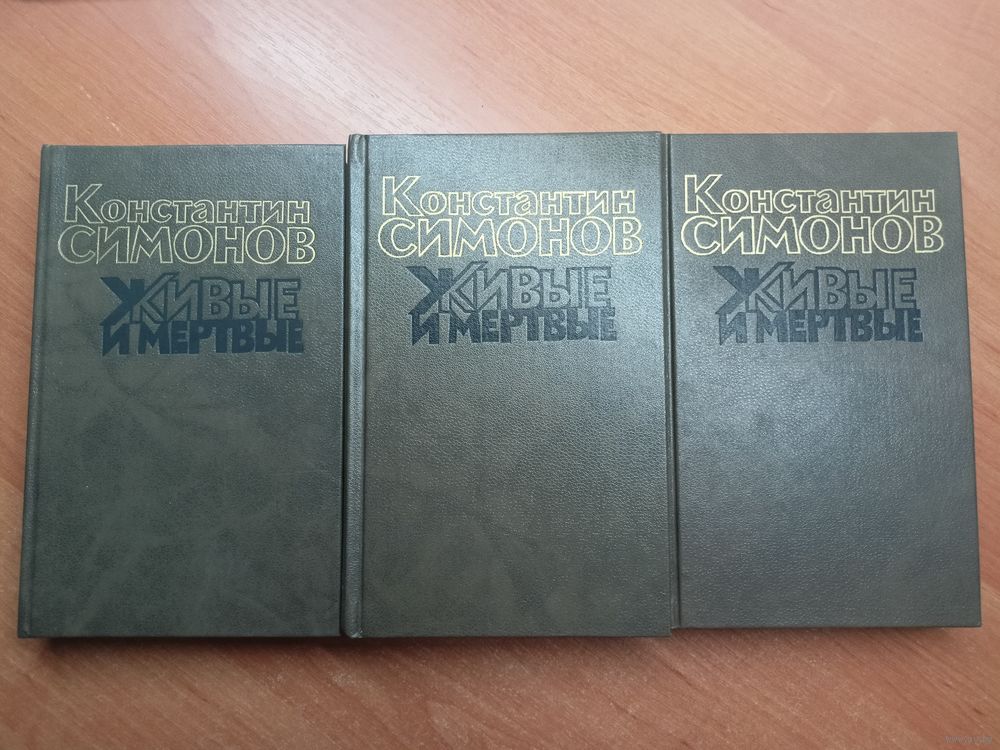 Константин
СИМОНОВ
ЖИВЫЕ
И МЕРТВЫЕ
Константин
СИМОНОВ
ЖИВЫЕ
И МЕРТВЫЕ
Константин
СИМОНОВ
ЖИВЫЕ
И МЕРТВЫЕ